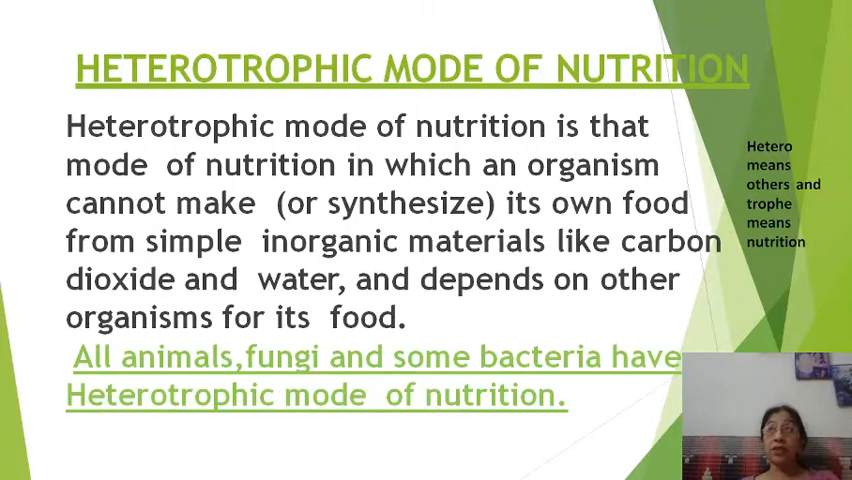 HETEROTROPHIC MODE OF NUTRITION
Heterotrophic mode of nutrition is that
mode of nutrition in which an organism
cannot make (or synthesize) its own food
from simple inorganic materials like carbon
dioxide and water, and depends on other
organisms for its food.
All animals,fungi and some bacteria have
Heterotrophic mode of nutrition.
Hetero
means
others and
trophe
means
nutrition